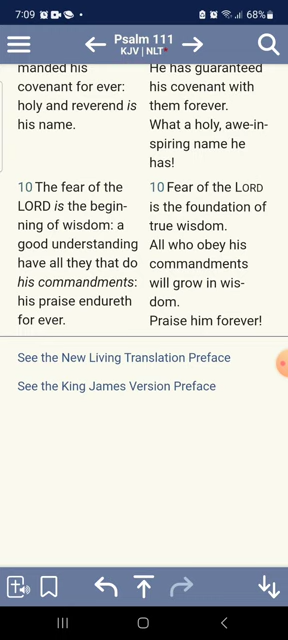 7:09
68%
Psalm 111
KJV | NLT
manded his
covenant for ever:
holy and reverend is
his name.
He has guaranteed
his covenant with
them forever.
What a holy, awe-in-
spiring name he
has!
10 The fear of the
LORD is the begin-
ning of wisdom: a
good understanding
have all they that do
his commandments:
his praise endureth
for ever.
10 Fear of the LORD
is the foundation of
true wisdom.
All who obey his
commandments
will grow in wis-
dom.
Praise him forever!
See the New Living Translation Preface
See the King James Version Preface